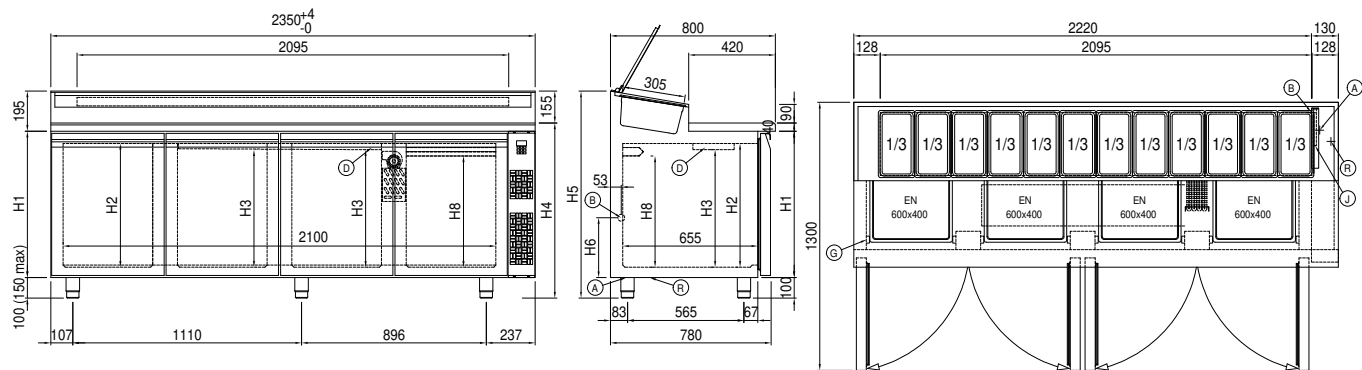 2350 +4 -0
2095
195
155
H1
H2
H3
D
H3
H8
H4
2100
100 (150 max)
107
1110
896
237
800
420
305
90
40
H5
53
B
D
H8
H3
H2
H1
H6
655
A
R
100
83
565
67
780
2220
130
128
2095
128
B
A
1/3 1/3 1/3 1/3 1/3 1/3 1/3 1/3 1/3 1/3 1/3 1/3
R
J
EN 600x400
EN 600x400
EN 600x400
EN 600x400
G
1300